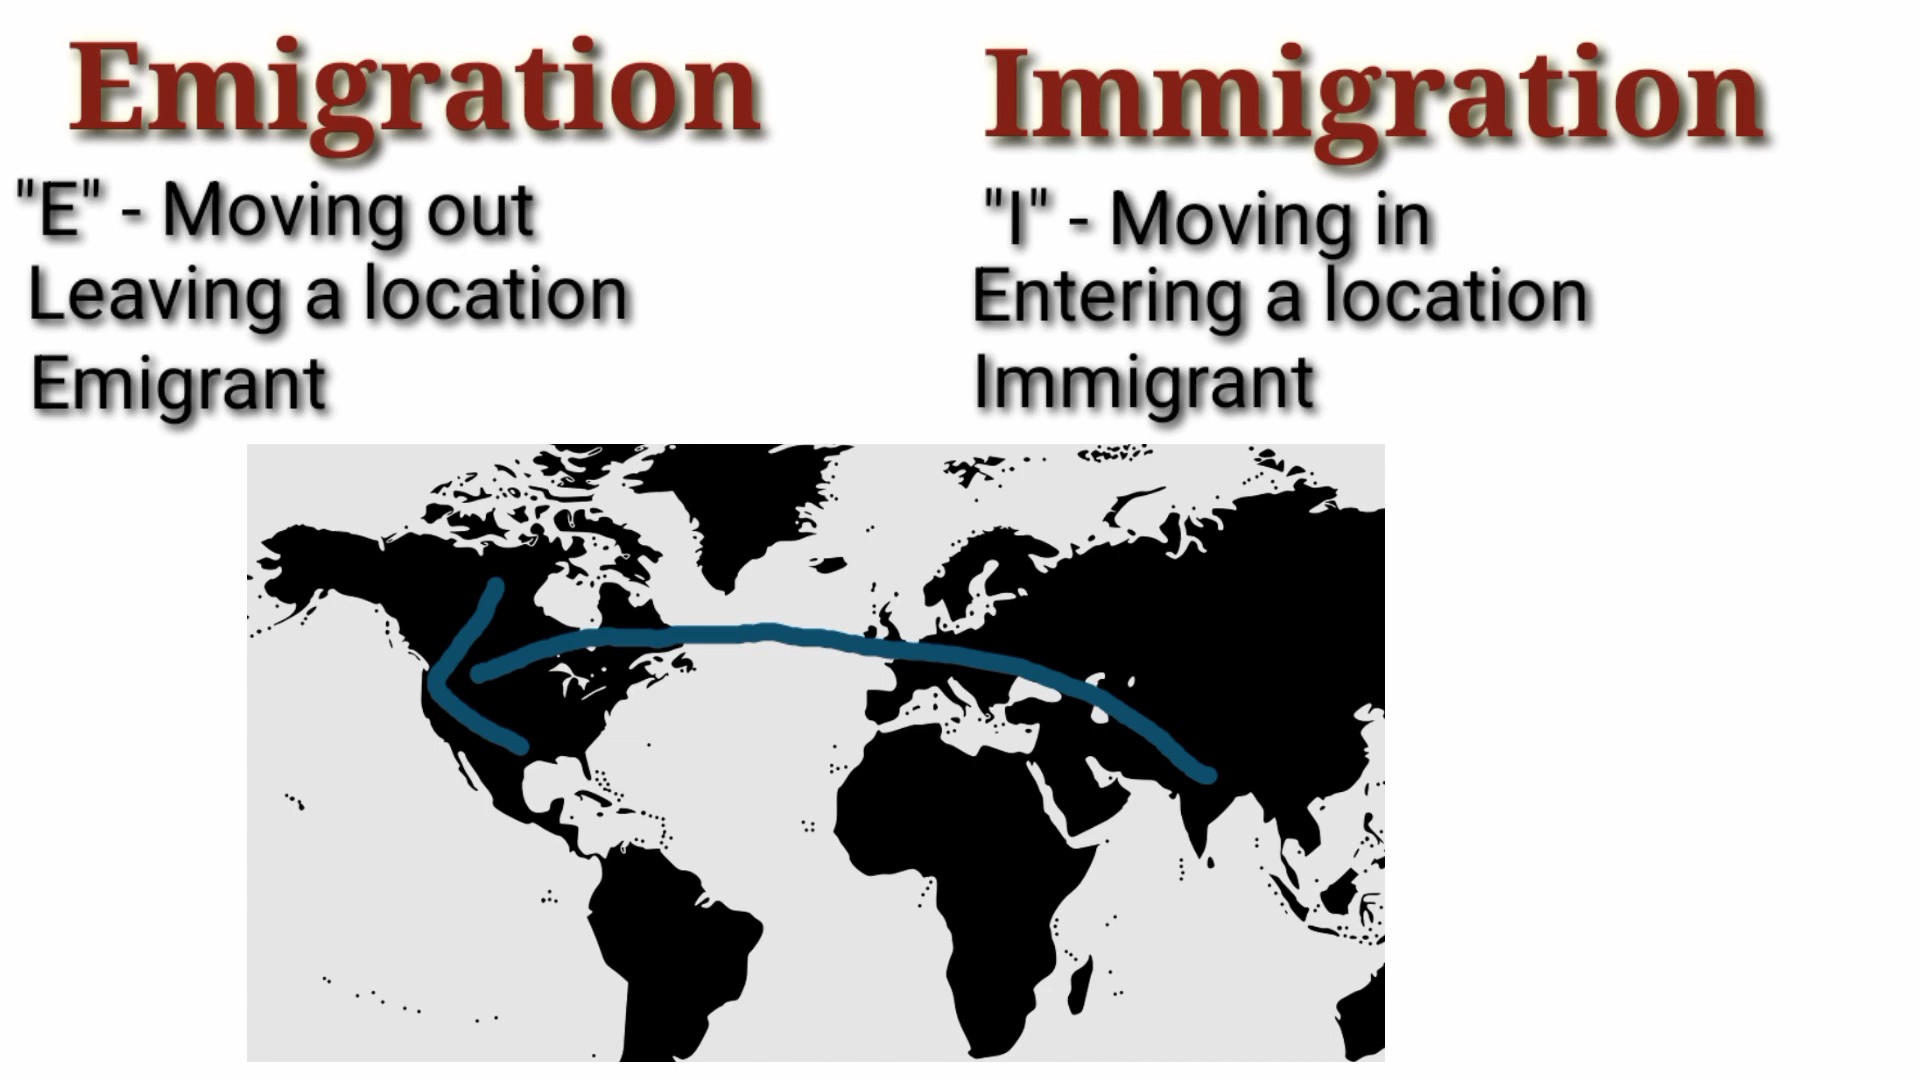 Emigration
"E" - Moving out
Leaving a location
Emigrant
Immigration
"I" - Moving in
Entering a location
Immigrant